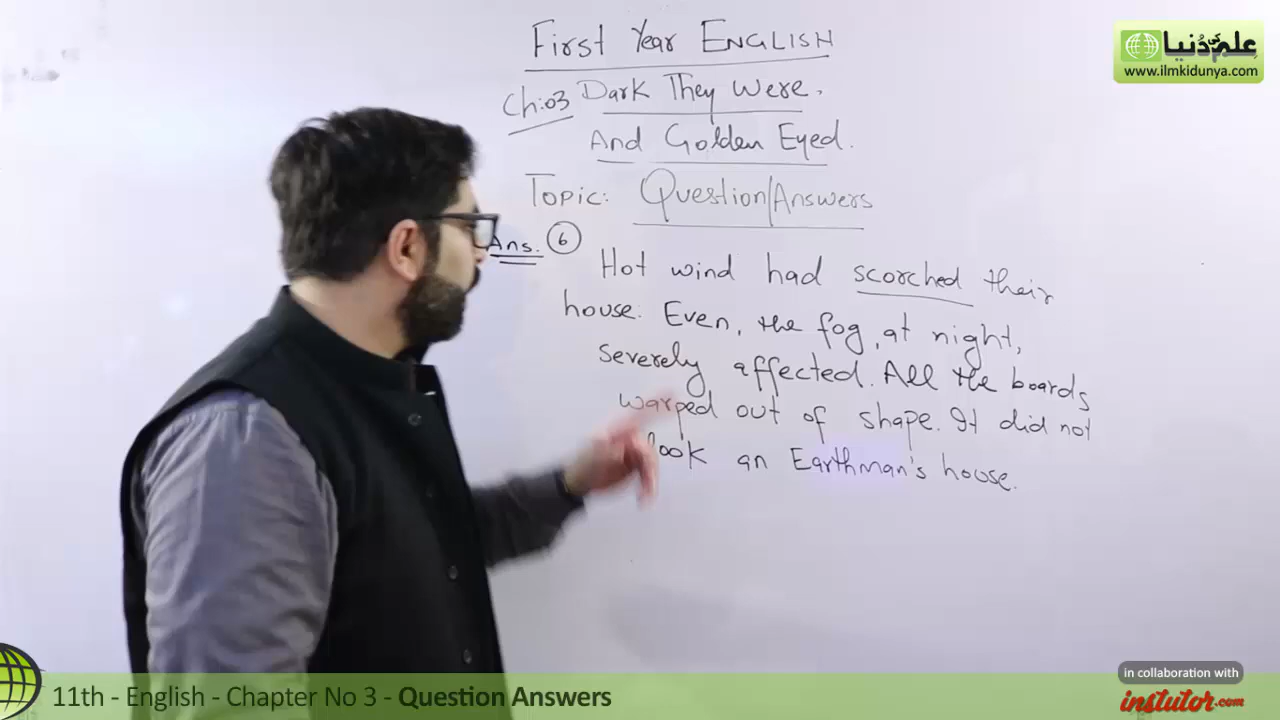 First Year ENGLISH
Ch:03 Dark They Were,
And Golden Eyed.
Topic: Question/Answers
Ans. 6
Hot wind had scorched their
house. Even, the fog, at night,
severely affected. All the boards
warped out of shape. It did not
look an Earthman's house.
علم کی دنیا
www.ilmkidunya.com
11th - English - Chapter No 3 - Question Answers
in collaboration with
instutor.com